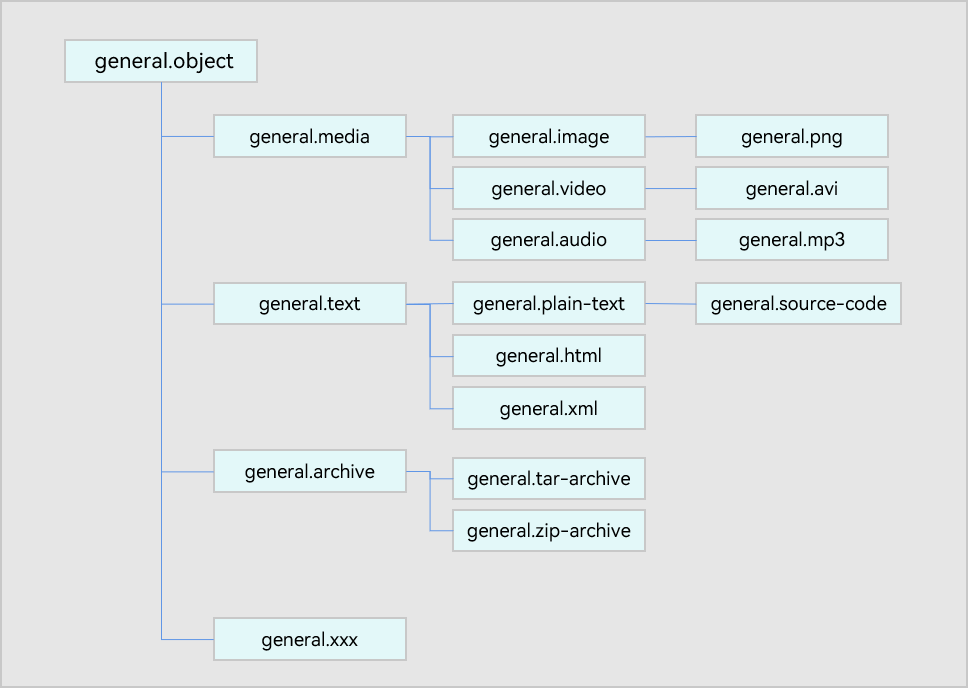 general.object
general.media
general.image
general.png
general.video
general.avi
general.audio
general.mp3
general.text
general.plain-text
general.source-code
general.html
general.xml
general.archive
general.tar-archive
general.zip-archive
general.xxx